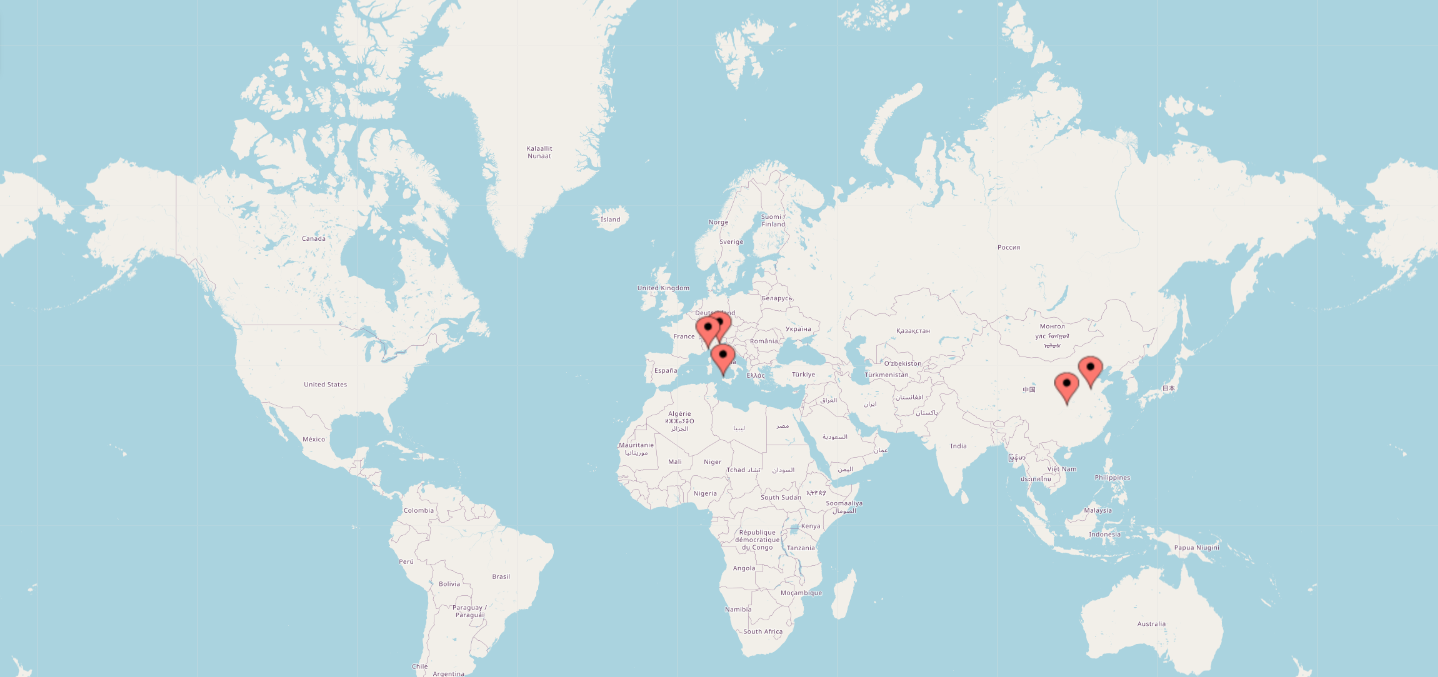 Kalaallit
Nunaat
Ísland
Norge
Suomi /
Finland
Sverige
Canada
Россия
United Kingdom
Беларусь
Deutschland
France
Україна
România
Қазақстан
Монгол
улс
España
Ελλάς
Türkiye
O'zbekiston
Türkmenistan
中国
日本
United States
العراق
ایران
افغانستان
پاکستان
Algérie
ⵍⵣⵣⴰⵢⴻⵔ
الجزائر
ليبيا
مصر
السعودية
عمان
México
Mauritanie
موريتانيا
Mali
Niger
Tchad تشاد
السودان
اليمن
India
Việt Nam
ประเทศไทย
Philippines
Nigeria
South Sudan
ኢትዮጵያ
Soomaaliya
الصومال
Colombia
Malaysia
Kenya
Indonesia
République
démocratique
du Congo
Tanzania
Papua Niugini
Perú
Angola
Brasil
Bolivia
Moçambique
Paraguay /
Paraguái
Namibia
Australia
South Africa
Chile
Argentina